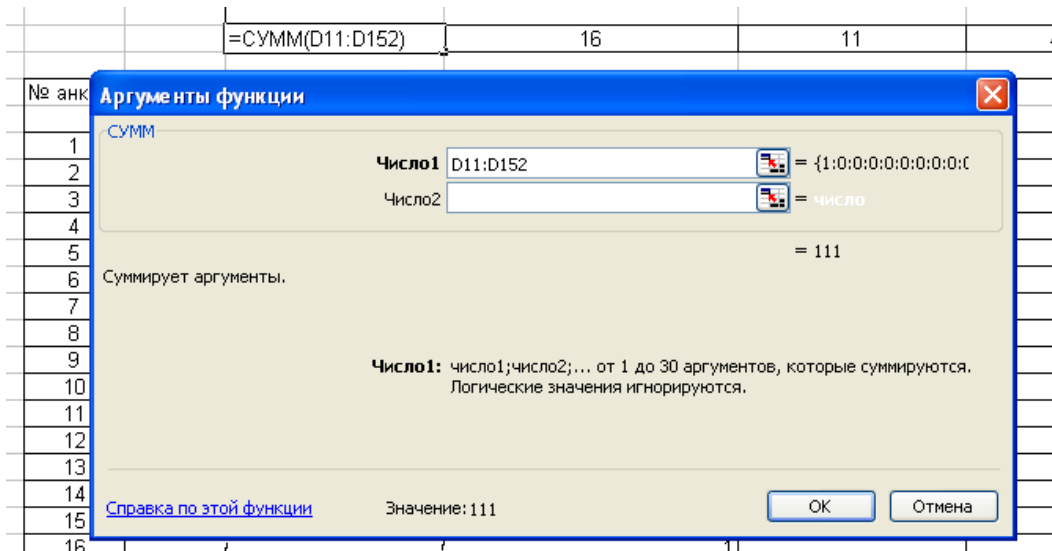 =СУММ(D11:D152) 16 11
№ анк
Аргументы функции
СУММ
Число1 D11:D152 = {1:0:0:0:0:0:0:0:0:0
Число2 = число
= 111
Суммирует аргументы.
Число1: число1;число2;... от 1 до 30 аргументов, которые суммируются.
Логические значения игнорируются.
Справка по этой функции Значение:111 ОК Отмена
1
2
3
4
5
6
7
8
9
10
11
12
13
14
15
16 1